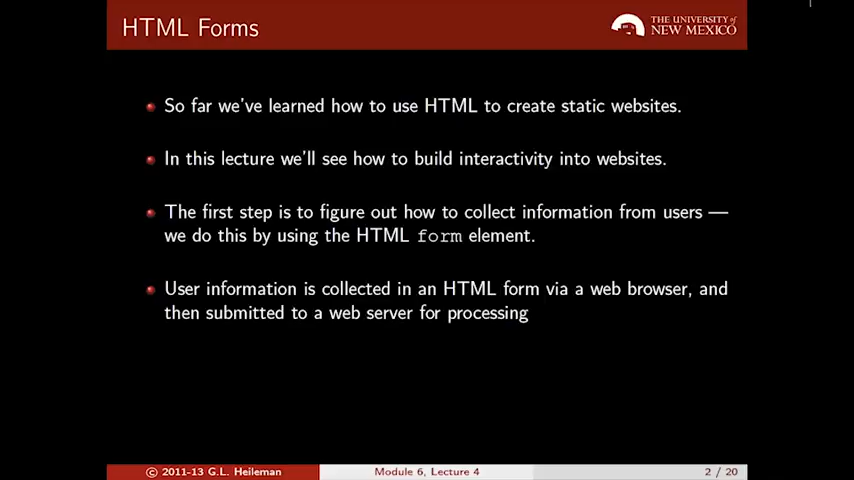 HTML Forms
THE UNIVERSITY of
NEW MEXICO
So far we've learned how to use HTML to create static websites.
In this lecture we'll see how to build interactivity into websites.
The first step is to figure out how to collect information from users —
we do this by using the HTML form element.
User information is collected in an HTML form via a web browser, and
then submitted to a web server for processing
© 2011-13 G.L. Heileman
Module 6, Lecture 4
2 / 20